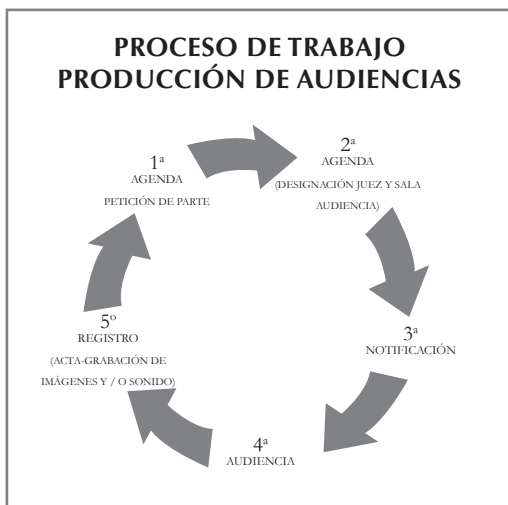 PROCESO DE TRABAJO
PRODUCCIÓN DE AUDIENCIAS
1ª
AGENDA
PETICIÓN DE PARTE
2ª
AGENDA
(DESIGNACIÓN JUEZ Y SALA
AUDIENCIA)
3ª
NOTIFICACIÓN
4ª
AUDIENCIA
5º
REGISTRO
(ACTA-GRABACIÓN DE
IMÁGENES Y / O SONIDO)